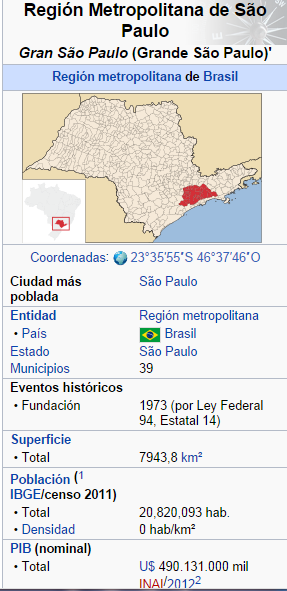 Región Metropolitana de São
Paulo
Gran São Paulo (Grande São Paulo)'
Región metropolitana de Brasil
Coordenadas: 23°35′55″S 46°37′46″O
Ciudad más São Paulo
poblada
Entidad Región metropolitana
• País Brasil
Estado São Paulo
Municipios 39
Eventos históricos
• Fundación 1973 (por Ley Federal
94, Estatal 14)
Superficie
• Total 7943,8 km²
Población (1
IBGE/censo 2011)
• Total 20,820,093 hab.
• Densidad 0 hab/km²
PIB (nominal)
• Total U$ 490.131.000 mil
INAI/2012²